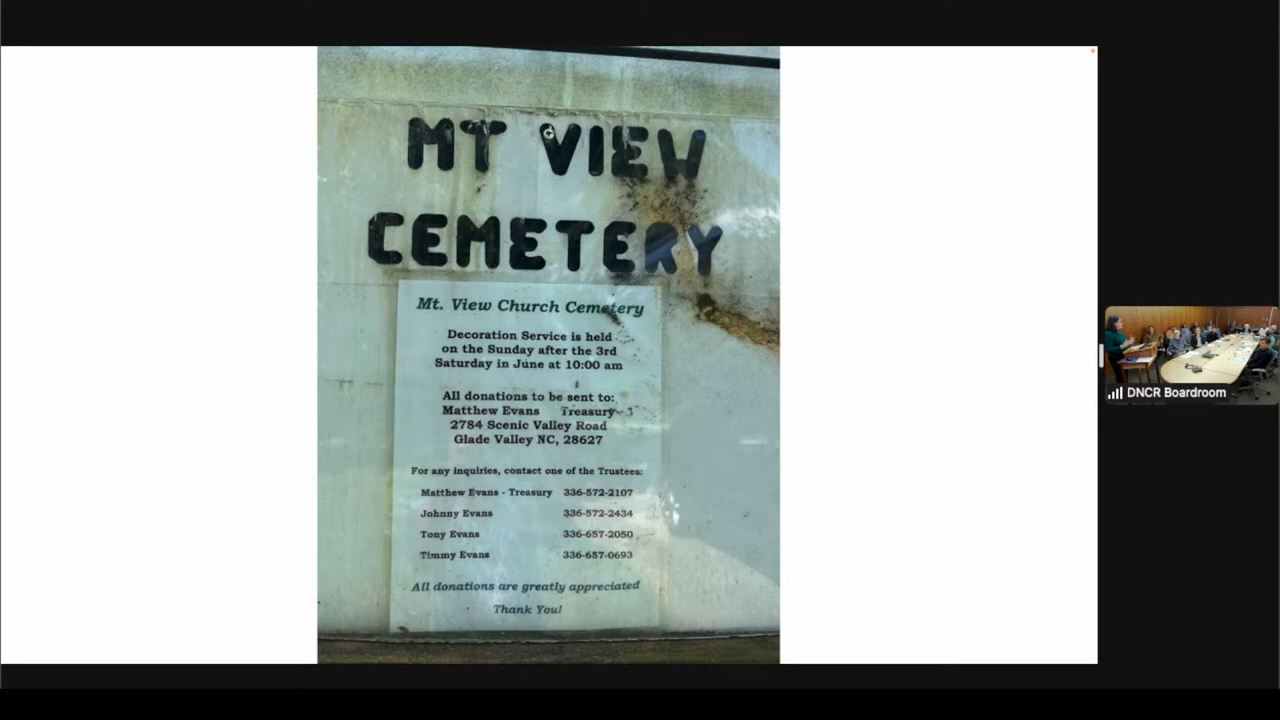 MT VIEW
CEMETERY
Mt. View Church Cemetery
Decoration Service is held
on the Sunday after the 3rd
Saturday in June at 10:00 am
All donations to be sent to:
Matthew Evans Treasury
2784 Scenic Valley Road
Glade Valley NC, 28627
For any inquiries, contact one of the Trustees:
Matthew Evans - Treasury 336-572-2107
Johnny Evans 336-572-2434
Tony Evans 336-657-2050
Timmy Evans 336-657-0693
All donations are greatly appreciated
Thank You!
DNCR Boardroom